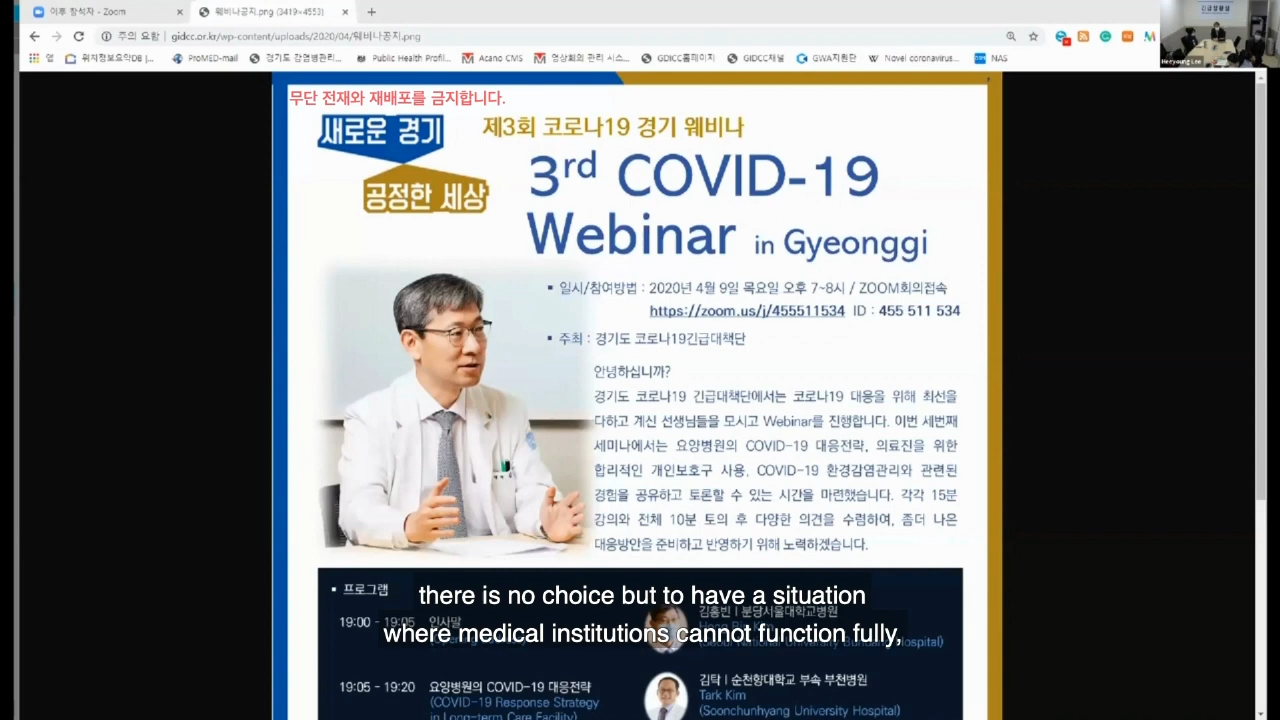 이후 참석자 - Zoom
웨비나공지.png (3419×4553)
주의 요함 | gidcc.or.kr/wp-content/uploads/2020/04/웨비나공지.png
앱 위치정보요약DB |... ProMED-mail 경기도 감염병관리... Public Health Profil... Acano CMS 영상회의 관리 시스... GDICC홈페이지 GIDCC채널 GWA지원단 Novel coronavirus... NAS
Heeyoung Lee
무단 전재와 재배포를 금지합니다.
새로운 경기
공정한 세상
제3회 코로나19 경기 웨비나
3rd COVID-19
Webinar in Gyeonggi
▪ 일시/참여방법 : 2020년 4월 9일 목요일 오후 7~8시 / ZOOM회의접속
https://zoom.us/j/455511534 ID : 455 511 534
▪ 주최 : 경기도 코로나19긴급대책단
안녕하십니까?
경기도 코로나19 긴급대책단에서는 코로나19 대응을 위해 최선을
다하고 계신 선생님들을 모시고 Webinar를 진행합니다. 이번 세번째
세미나에서는 요양병원의 COVID-19 대응전략, 의료진을 위한
합리적인 개인보호구 사용, COVID-19 환경감염관리와 관련된
경험을 공유하고 토론할 수 있는 시간을 마련했습니다. 각각 15분
강의와 전체 10분 토의 후 다양한 의견을 수렴하여, 좀더 나은
대응방안을 준비하고 반영하기 위해 노력하겠습니다.
▪ 프로그램
19:00 - 19:05 인사말
김홍빈 | 분당서울대학교병원
(Seoul National University Bundang Hospital)
there is no choice but to have a situation
where medical institutions cannot function fully,
19:05 - 19:20 요양병원의 COVID-19 대응전략
(COVID-19 Response Strategy
in Long-term Care Facility)
김탁 | 순천향대학교 부속 부천병원
Tark Kim
(Soonchunhyang University Hospital)